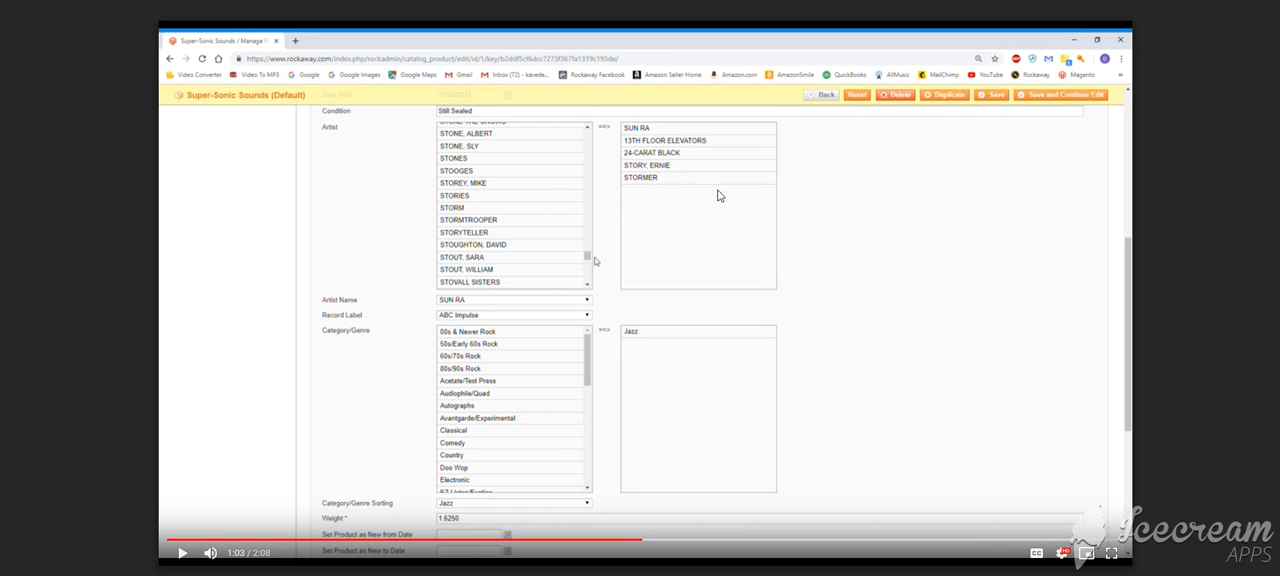 Super-Sonic Sounds / Manage P
https://www.rockaway.com/index.php/rockadmin/catalog_product/edit/id/1/key/b2ddf5cf6dcc7273f367fa1319c193de/
Video Converter Video To MP3 Google Google Images Google Maps Gmail Inbox (72) - kavede... Rockaway Facebook Amazon Seller Home Amazon.com AmazonSmile QuickBooks AllMusic MailChimp YouTube Rockaway Magento
Super-Sonic Sounds (Default) Back Reset Delete Duplicate Save Save and Continue Edit
Condition Still Sealed
Artist
STONE, ALBERT
STONE, SLY
STONES
STOOGES
STOREY, MIKE
STORIES
STORM
STORMTROOPER
STORYTELLER
STOUGHTON, DAVID
STOUT, SARA
STOUT, WILLIAM
STOVALL SISTERS
==>
SUN RA
13TH FLOOR ELEVATORS
24-CARAT BLACK
STORY, ERNIE
STORMER
Artist Name SUN RA
Record Label ABC Impulse
Category/Genre
00s & Newer Rock
50s/Early 60s Rock
60s/70s Rock
80s/90s Rock
Acetate/Test Press
Audiophile/Quad
Autographs
Avantgarde/Experimental
Classical
Comedy
Country
Doo Wop
Electronic
==>
Jazz
Category/Genre Sorting Jazz
Weight * 1.6250
Set Product as New from Date
Set Product as New to Date
1:03 / 2:08
CC HD
Icecream
APPS